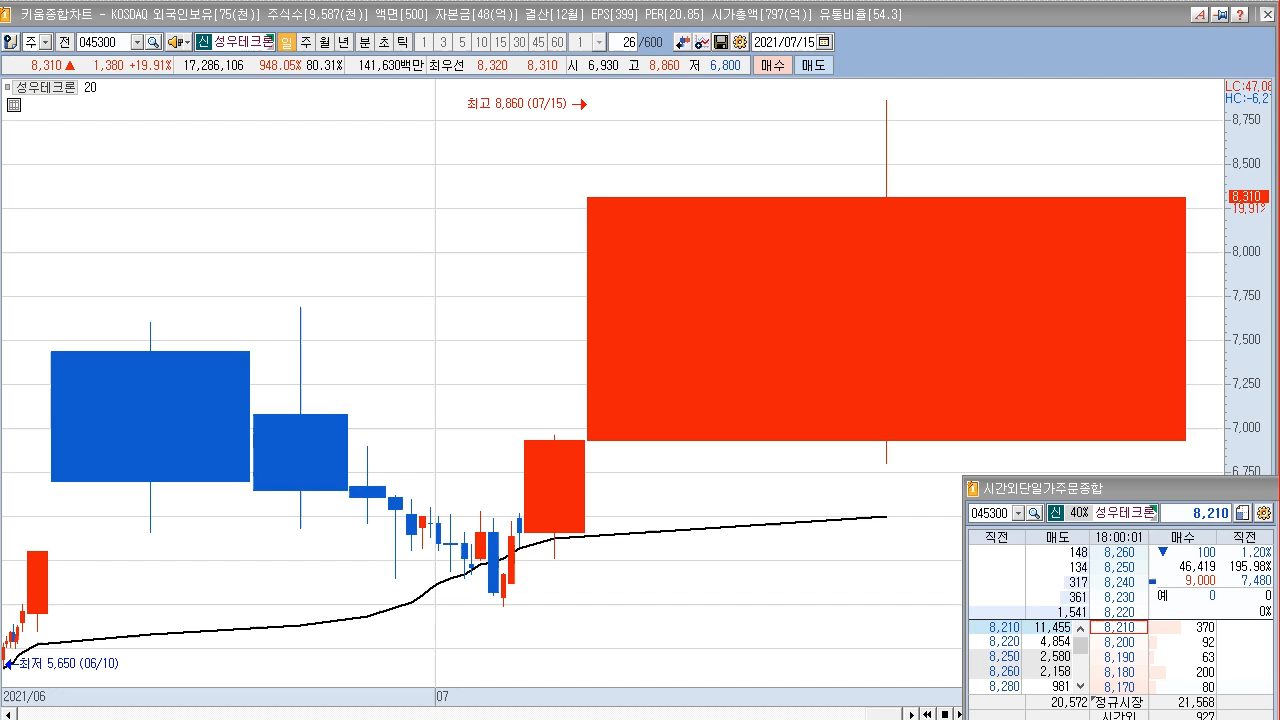 키움종합차트 - KOSDAQ 외국인보유[75(천)] 주식수[9,587(천)] 액면[500] 자본금[48(억)] 결산[12월] EPS[399] PER[20.85] 시가총액[797(억)] 유통비율[54.3]
주 전 045300 신 성우테크론 일 주 월 년 분 초 틱 1 3 5 10 15 30 45 60 1 26 /600 2021/07/15
8,310 ▲ 1,380 +19.91% 17,286,106 948.05% 80.31% 141,630백만 최우선 8,320 8,310 시 6,930 고 8,860 저 6,800 매수 매도
성우테크론 20
LC:47,08
HC:-6,2
최고 8,860 (07/15) →
8,750
8,500
8,310
19,91%
8,000
7,750
7,500
7,250
7,000
6,750
←최저 5,650 (06/10)
2021/06 07
시간외단일가주문종합
045300 신 40% 성우테크론 8,210
직전 매도 18:00:01 매수 직전
148 8,260 ▼ 100 1.20%
134 8,250 46,419 195.98%
317 8,240 9,000 7,480
361 8,230 예 0 0
1,541 8,220 0%
8,210 11,455 8,210 370
8,220 4,854 8,200 92
8,250 2,580 8,190 63
8,260 2,158 8,180 200
8,280 981 8,170 80
20,572 정규시장 21,568
시간외